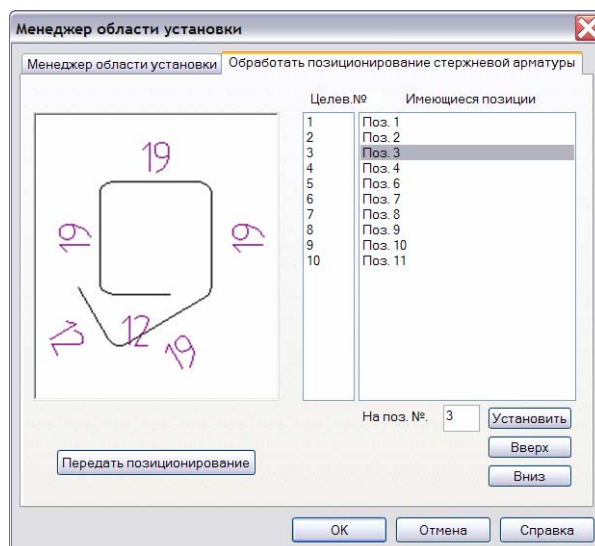 Менеджер области установки
Менеджер области установки Обработать позиционирование стержневой арматуры
Целев.№ Имеющиеся позиции
1 Поз. 1
2 Поз. 2
3 Поз. 3
4 Поз. 4
5 Поз. 6
6 Поз. 7
7 Поз. 8
8 Поз. 9
9 Поз. 10
10 Поз. 11
19
19 19
12 12 19
На поз. №. 3 Установить
Вверх
Передать позиционирование
Вниз
OK Отмена Справка